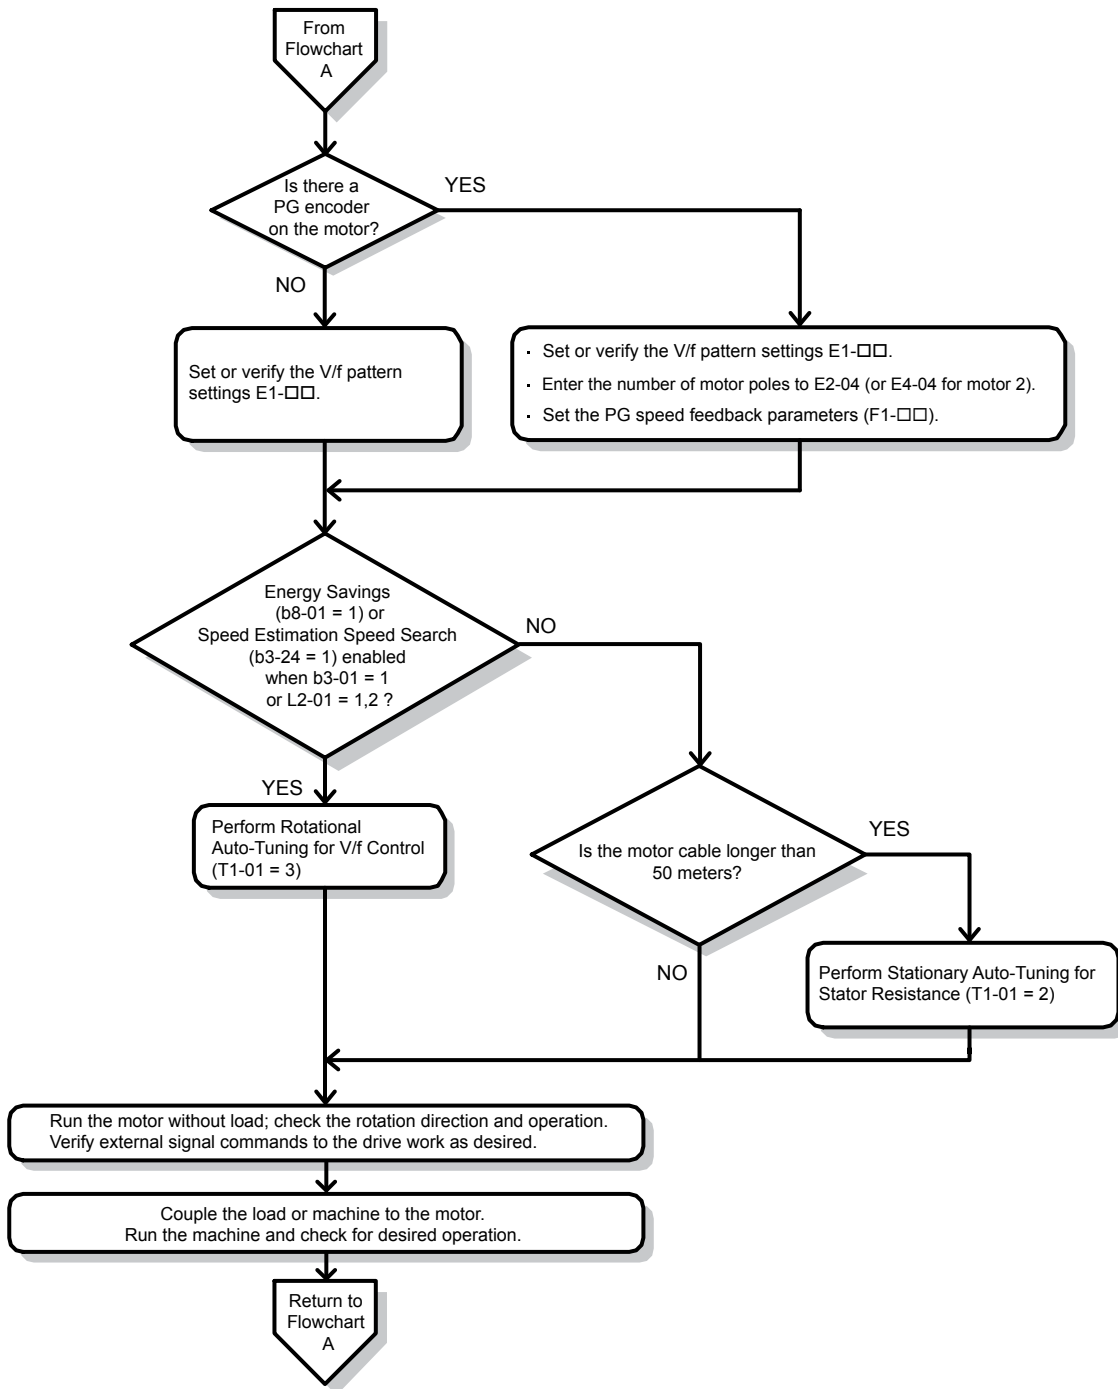 From
Flowchart
A
Is there a
PG encoder
on the motor?
YES
NO
Set or verify the V/f pattern
settings E1-□□.
· Set or verify the V/f pattern settings E1-□□.
· Enter the number of motor poles to E2-04 (or E4-04 for motor 2).
· Set the PG speed feedback parameters (F1-□□).
Energy Savings
(b8-01 = 1) or
Speed Estimation Speed Search
(b3-24 = 1) enabled
when b3-01 = 1
or L2-01 = 1,2 ?
NO
YES
Perform Rotational
Auto-Tuning for V/f Control
(T1-01 = 3)
Is the motor cable longer than
50 meters?
YES
NO
Perform Stationary Auto-Tuning for
Stator Resistance (T1-01 = 2)
Run the motor without load; check the rotation direction and operation.
Verify external signal commands to the drive work as desired.
Couple the load or machine to the motor.
Run the machine and check for desired operation.
Return to
Flowchart
A